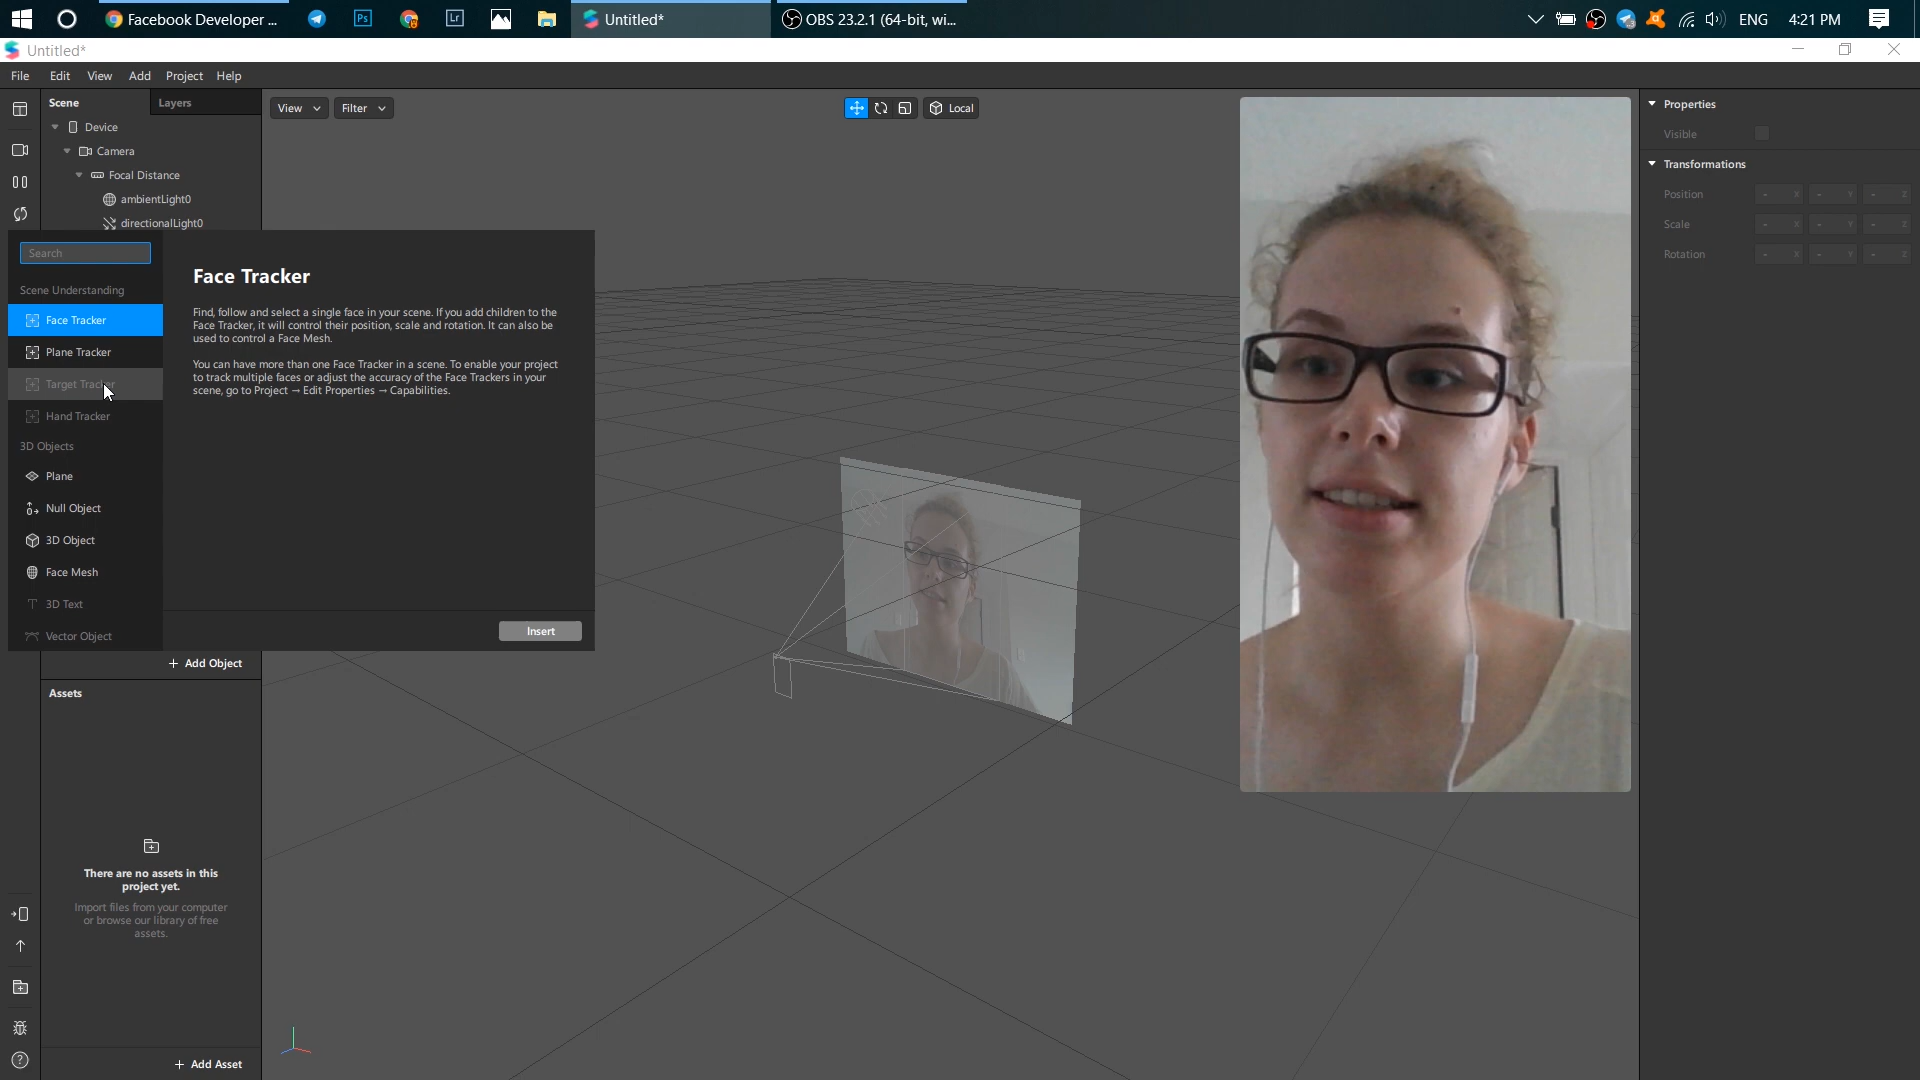 Facebook Developer ...
Ps
Lr
Untitled*
OBS 23.2.1 (64-bit, wi...
ENG
4:21 PM
Untitled*
File Edit View Add Project Help
Scene
Layers
View
Filter
Local
Device
Camera
Focal Distance
ambientLight0
directionalLight0
Search
Scene Understanding
Face Tracker
Plane Tracker
Target Tracker
Hand Tracker
3D Objects
Plane
Null Object
3D Object
Face Mesh
3D Text
Vector Object
Face Tracker
Find, follow and select a single face in your scene. If you add children to the
Face Tracker, it will control their position, scale and rotation. It can also be
used to control a Face Mesh.
You can have more than one Face Tracker in a scene. To enable your project
to track multiple faces or adjust the accuracy of the Face Trackers in your
scene, go to Project → Edit Properties → Capabilities.
Insert
+ Add Object
Assets
There are no assets in this
project yet.
Import files from your computer
or browse our library of free
assets.
+ Add Asset
Properties
Visible
Transformations
Position - X - Y - Z
Scale - X - Y - Z
Rotation - X - Y - Z